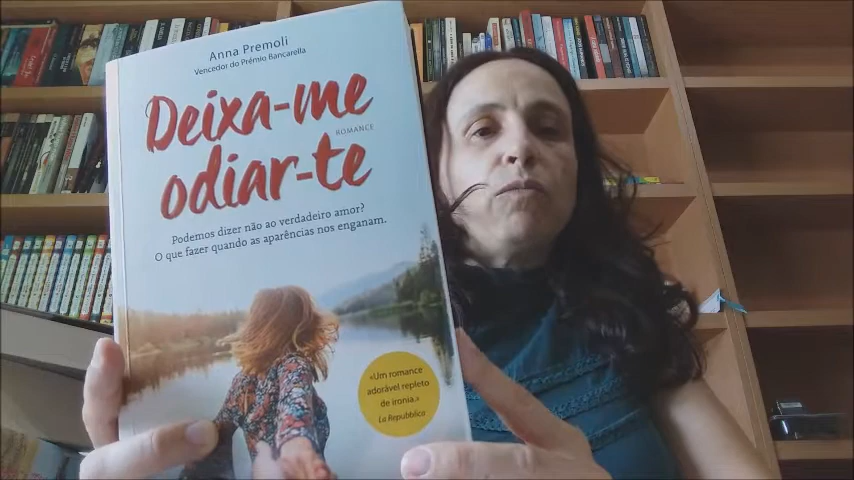 Anna Premoli
Vencedor do Prémio Bancarella
Deixa-me
ROMANCE
odiar-te
Podemos dizer não ao verdadeiro amor?
O que fazer quando as aparências nos enganam.
«Um romance
adorável repleto
de ironia.»
La Repubblica